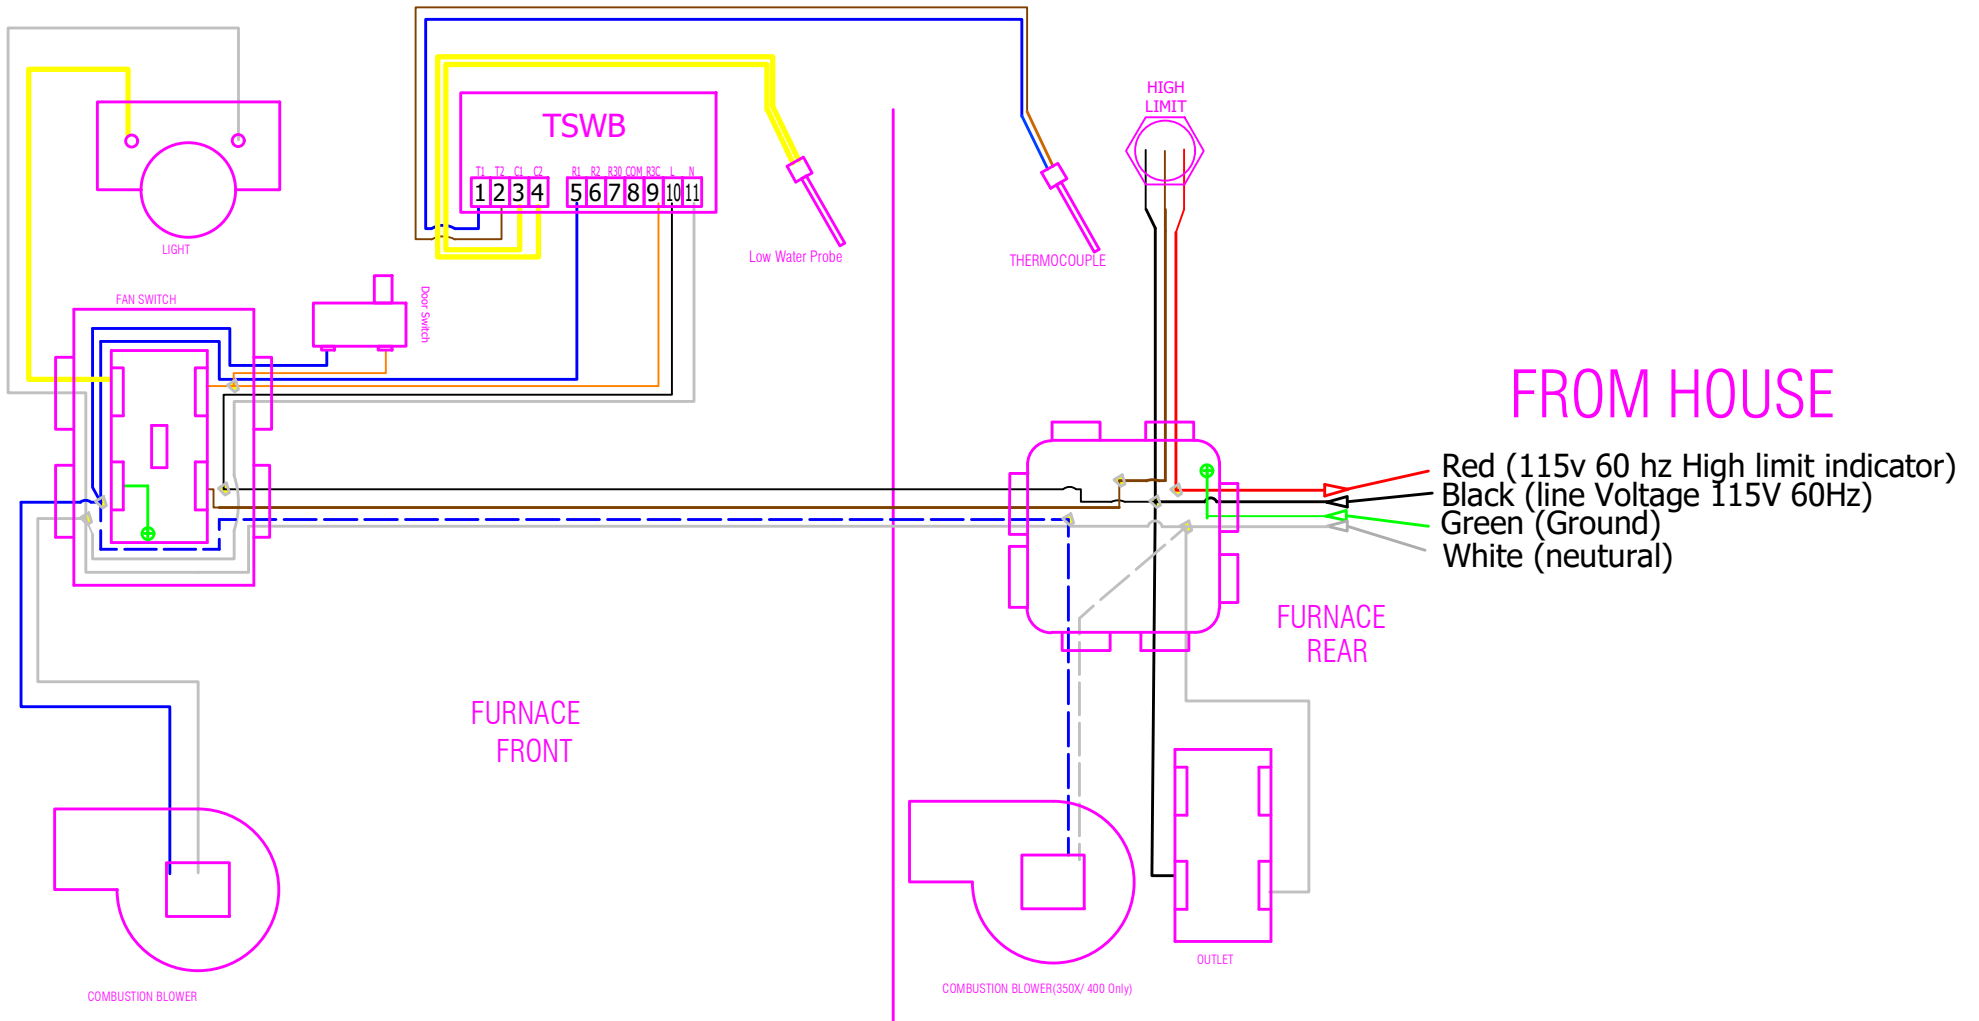 HIGH
LIMIT
TSWB
T1 T2 C1 C2 R1 R2 R30 COM R3C L N
1 2 3 4 5 6 7 8 9 10 11
LIGHT
Low Water Probe
THERMOCOUPLE
FAN SWITCH
Door Switch
FROM HOUSE
Red (115v 60 hz High limit indicator)
Black (line Voltage 115V 60Hz)
Green (Ground)
White (neutural)
FURNACE
REAR
FURNACE
FRONT
OUTLET
COMBUSTION BLOWER
COMBUSTION BLOWER(350X/ 400 Only)